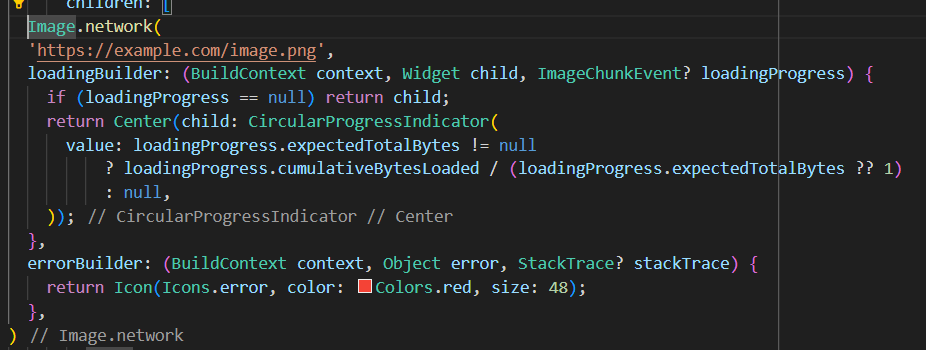 children: [
Image.network(
'https://example.com/image.png',
loadingBuilder: (BuildContext context, Widget child, ImageChunkEvent? loadingProgress) {
if (loadingProgress == null) return child;
return Center(child: CircularProgressIndicator(
value: loadingProgress.expectedTotalBytes != null
? loadingProgress.cumulativeBytesLoaded / (loadingProgress.expectedTotalBytes ?? 1)
: null,
)); // CircularProgressIndicator // Center
},
errorBuilder: (BuildContext context, Object error, StackTrace? stackTrace) {
return Icon(Icons.error, color: Colors.red, size: 48);
},
) // Image.network